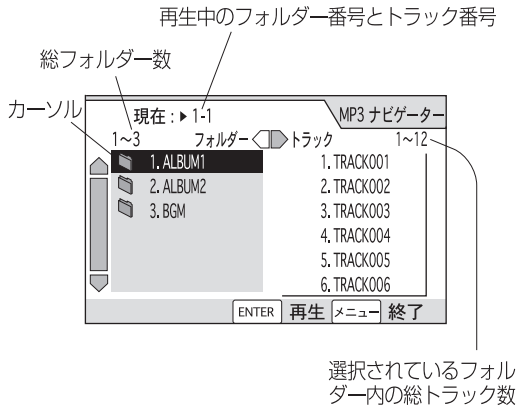 再生中のフォルダー番号とトラック番号
総フォルダー数
カーソル
現在：▶1-1
MP3 ナビゲーター
1～3 フォルダー トラック 1～12
1. ALBUM1
2. ALBUM2
3. BGM
1. TRACK001
2. TRACK002
3. TRACK003
4. TRACK004
5. TRACK005
6. TRACK006
ENTER 再生 メニュー 終了
選択されているフォル
ダー内の総トラック数